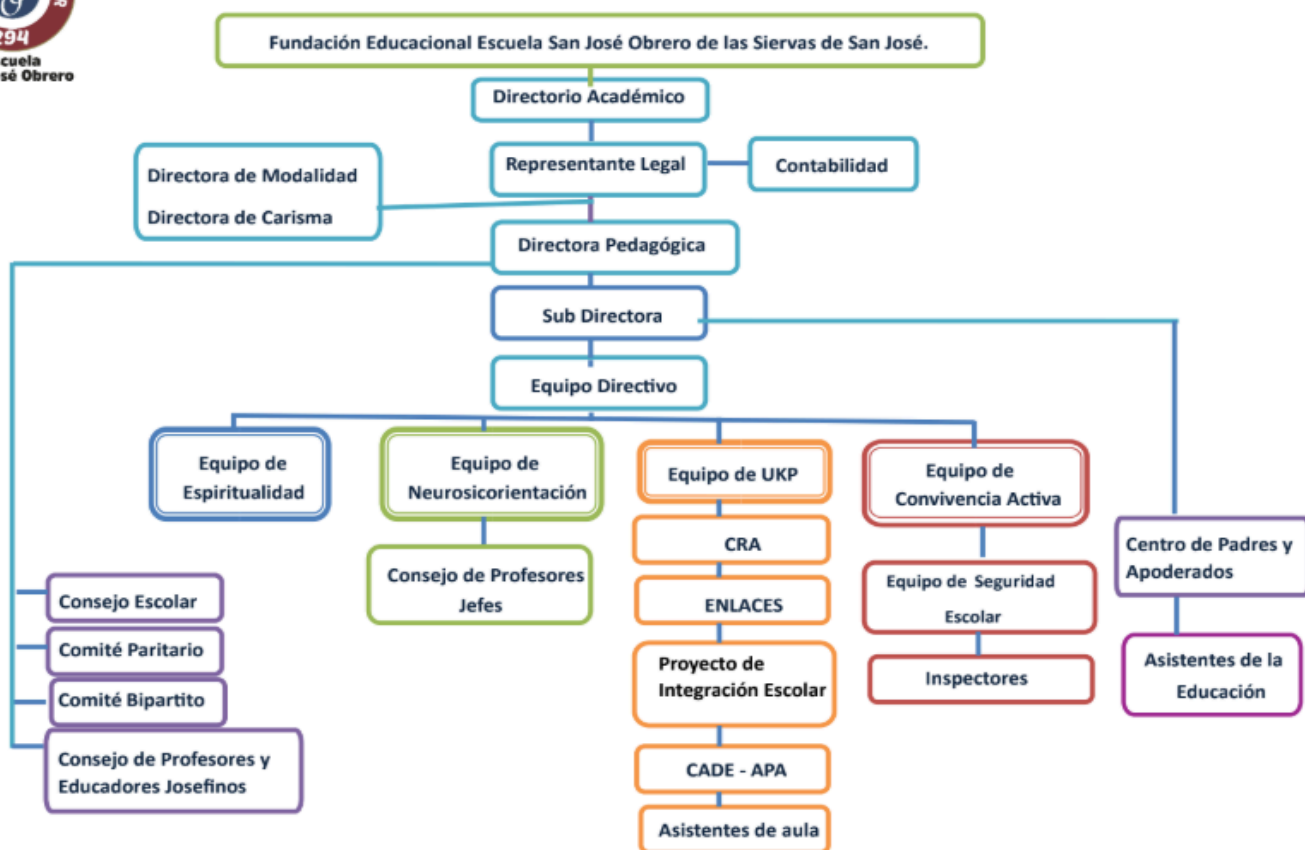 294
Escuela
José Obrero
Fundación Educacional Escuela San José Obrero de las Siervas de San José.
Directorio Académico
Representante Legal
Contabilidad
Directora de Modalidad
Directora de Carisma
Directora Pedagógica
Sub Directora
Equipo Directivo
Equipo de
Espiritualidad
Equipo de
Neurosicorientación
Consejo de Profesores
Jefes
Equipo de UKP
CRA
ENLACES
Proyecto de
Integración Escolar
CADE - APA
Asistentes de aula
Equipo de
Convivencia Activa
Equipo de Seguridad
Escolar
Inspectores
Centro de Padres y
Apoderados
Asistentes de la
Educación
Consejo Escolar
Comité Paritario
Comité Bipartito
Consejo de Profesores y
Educadores Josefinos